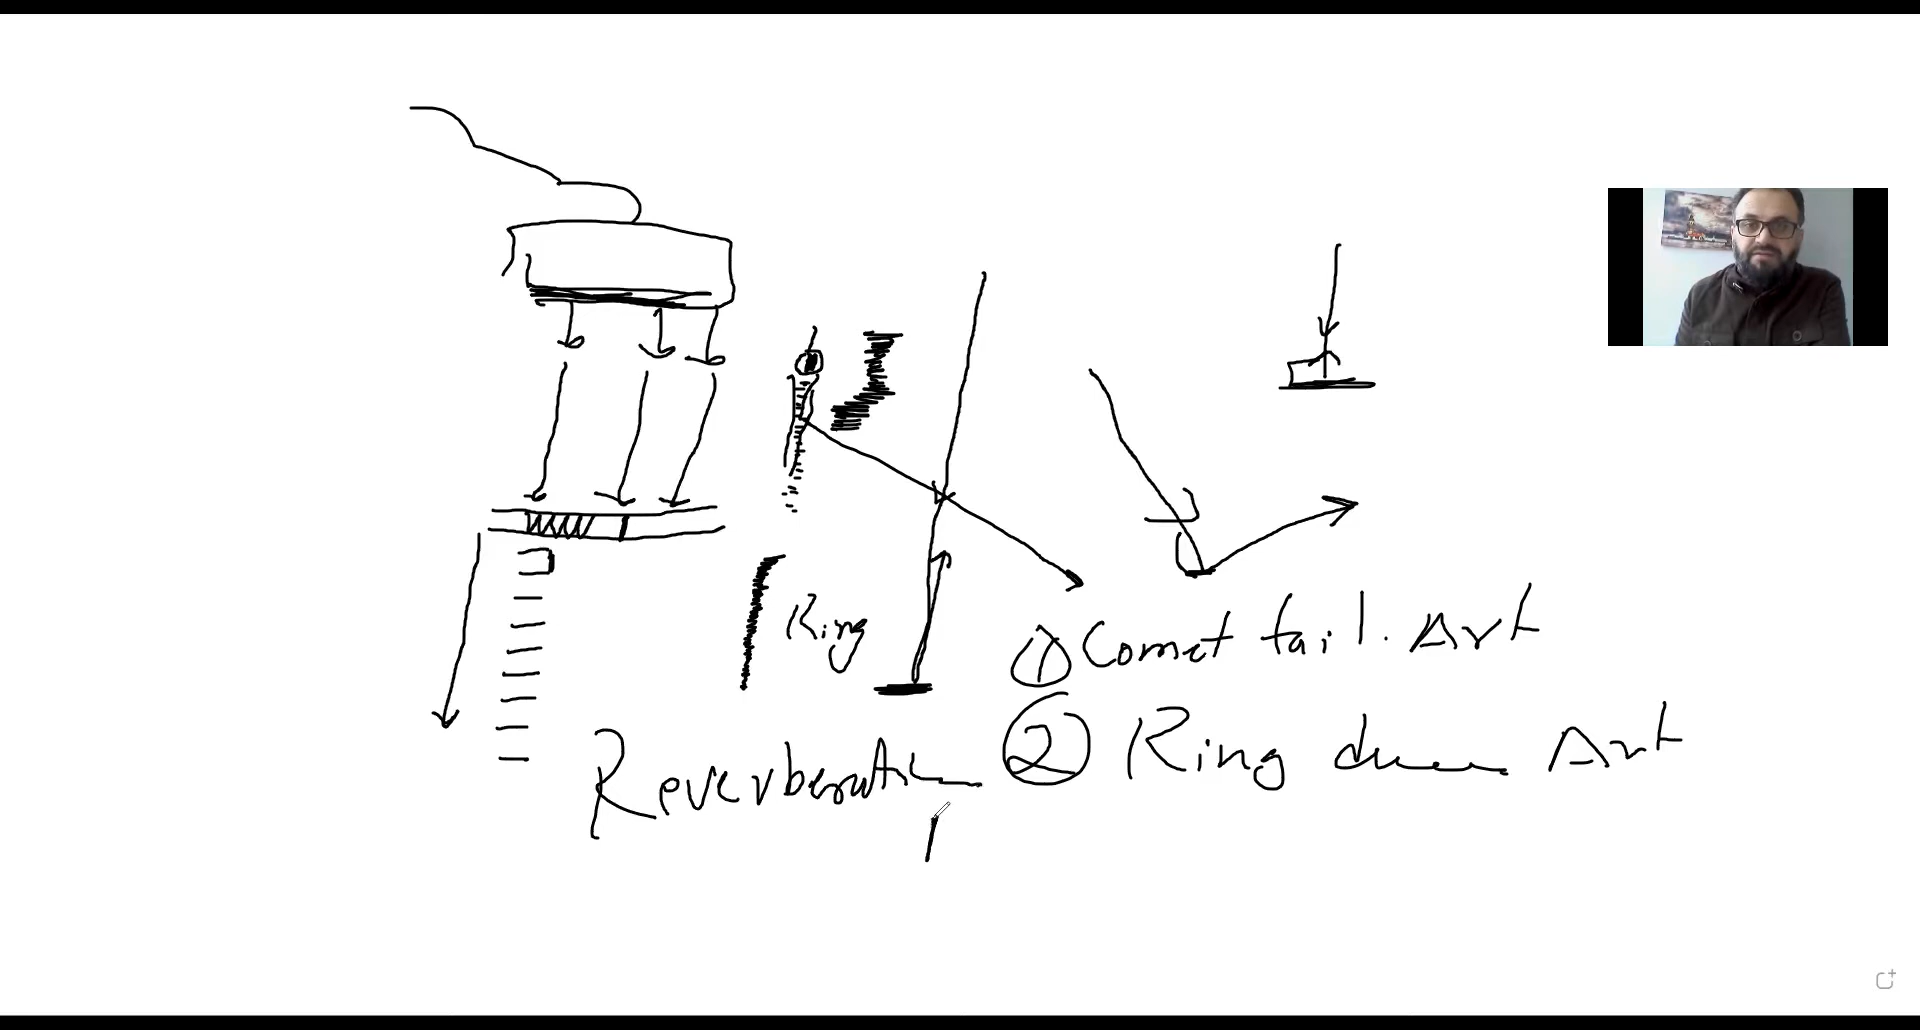 Ring
① Comet tail. Art
Reverberation
② Ring down Art